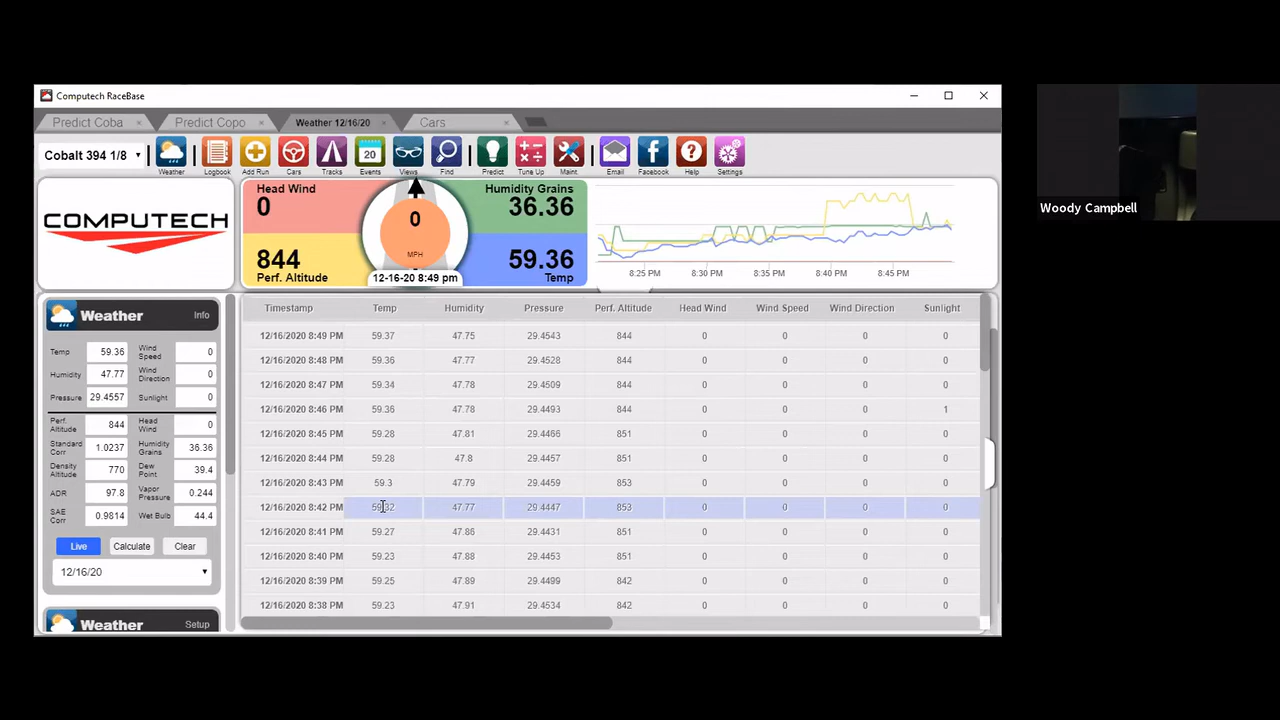 Computech RaceBase
Predict Coba × Predict Copo × Weather 12/16/20 × Cars ×
Cobalt 394 1/8
Weather Logbook Add Run Cars Tracks Events Views Find Predict Tune Up Maint Email Facebook Help Settings
20
COMPUTECH
Head Wind
0
Humidity Grains
36.36
0
MPH
844
Perf. Altitude
59.36
Temp
12-16-20 8:49 pm
8:25 PM 8:30 PM 8:35 PM 8:40 PM 8:45 PM
Woody Campbell
Weather Info
Temp 59.36 Wind Speed 0
Humidity 47.77 Wind Direction 0
Pressure 29.4557 Sunlight 0
Perf. Altitude 844 Head Wind 0
Standard Corr 1.0237 Humidity Grains 36.36
Density Altitude 770 Dew Point 39.4
ADR 97.8 Vapor Pressure 0.244
SAE Corr 0.9814 Wet Bulb 44.4
Live Calculate Clear
12/16/20
Weather Setup
Timestamp Temp Humidity Pressure Perf. Altitude Head Wind Wind Speed Wind Direction Sunlight
12/16/2020 8:49 PM 59.37 47.75 29.4543 844 0 0 0 0
12/16/2020 8:48 PM 59.36 47.77 29.4528 844 0 0 0 0
12/16/2020 8:47 PM 59.34 47.78 29.4509 844 0 0 0 0
12/16/2020 8:46 PM 59.36 47.78 29.4493 844 0 0 0 1
12/16/2020 8:45 PM 59.28 47.81 29.4466 851 0 0 0 0
12/16/2020 8:44 PM 59.28 47.8 29.4457 851 0 0 0 0
12/16/2020 8:43 PM 59.3 47.79 29.4459 853 0 0 0 0
12/16/2020 8:42 PM 59.32 47.77 29.4447 853 0 0 0 0
12/16/2020 8:41 PM 59.27 47.86 29.4431 851 0 0 0 0
12/16/2020 8:40 PM 59.23 47.88 29.4453 851 0 0 0 0
12/16/2020 8:39 PM 59.25 47.89 29.4499 842 0 0 0 0
12/16/2020 8:38 PM 59.23 47.91 29.4534 842 0 0 0 0